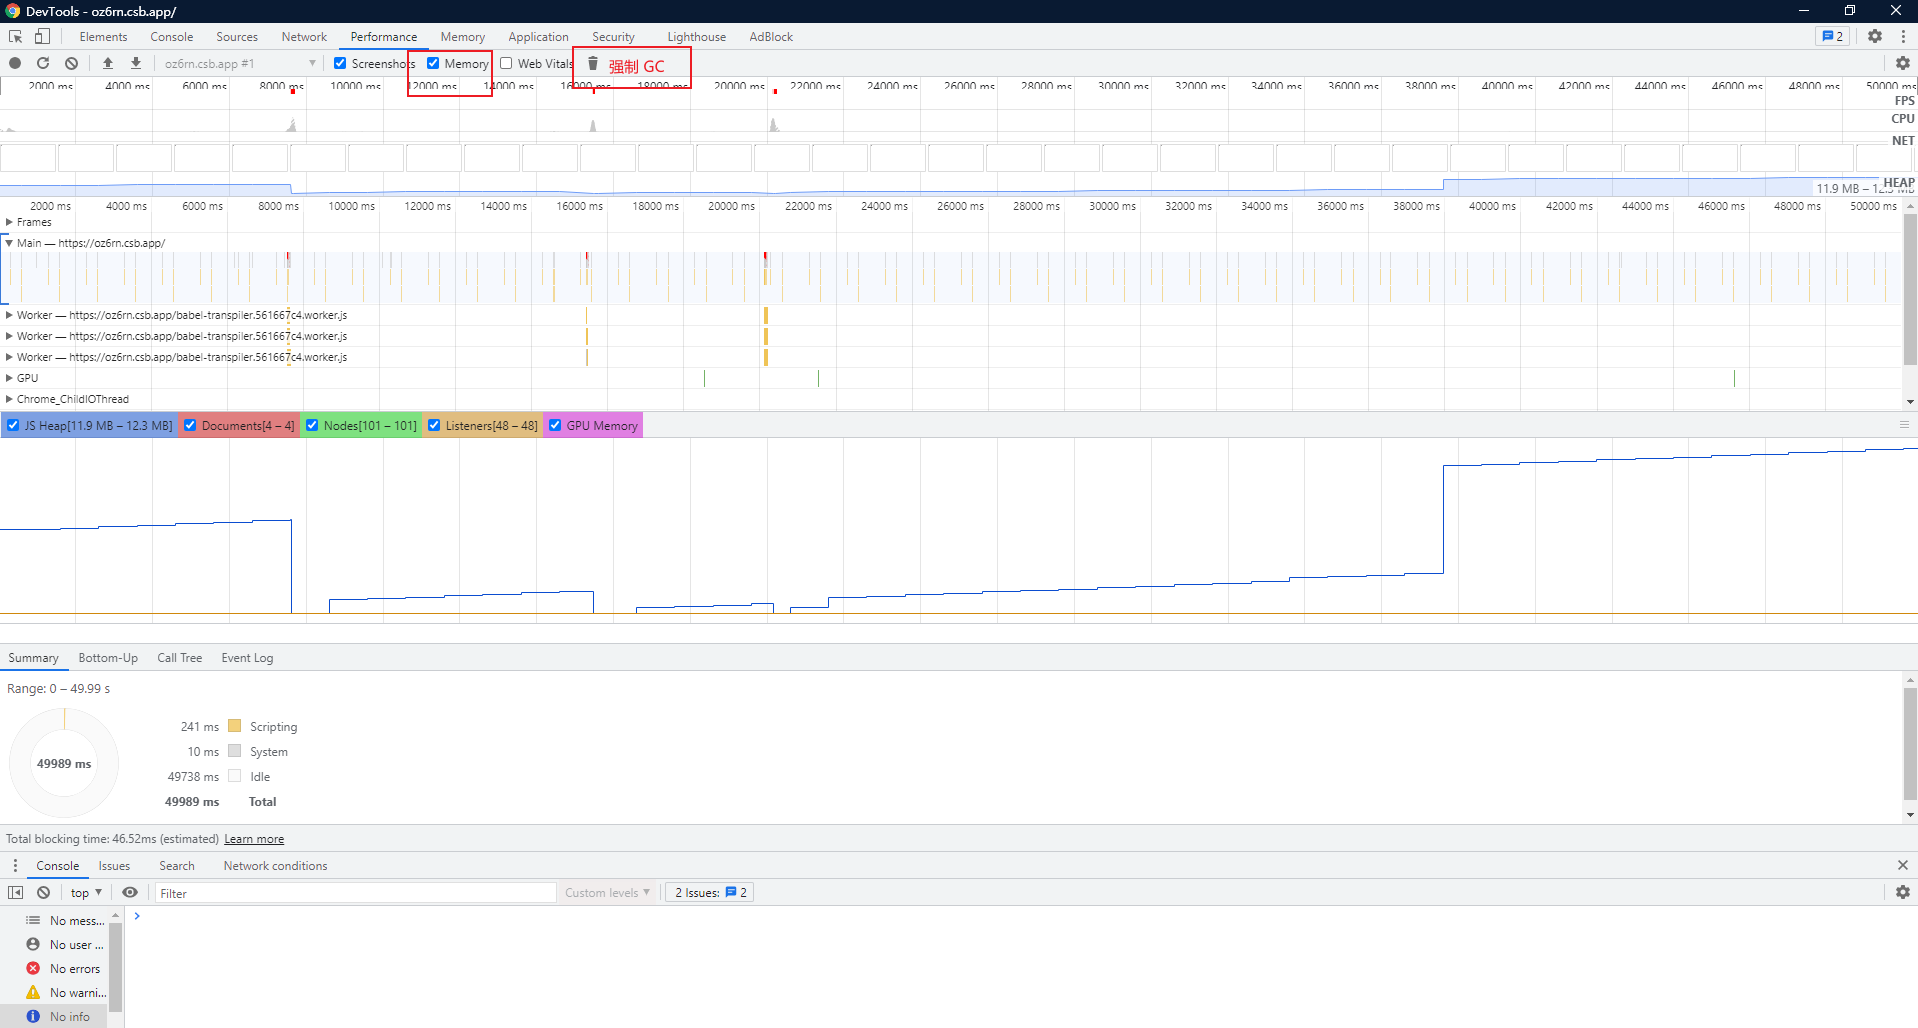 DevTools - oz6rn.csb.app/
Elements Console Sources Network Performance Memory Application Security Lighthouse AdBlock 2
oz6rn.csb.app #1 Screenshots Memory Web Vitals 强制 GC
2000 ms 4000 ms 6000 ms 8000 ms 10000 ms 12000 ms 14000 ms 16000 ms 18000 ms 20000 ms 22000 ms 24000 ms 26000 ms 28000 ms 30000 ms 32000 ms 34000 ms 36000 ms 38000 ms 40000 ms 42000 ms 44000 ms 46000 ms 48000 ms 50000 ms
FPS
CPU
NET
HEAP
11.9 MB – 12.3 MB
2000 ms 4000 ms 6000 ms 8000 ms 10000 ms 12000 ms 14000 ms 16000 ms 18000 ms 20000 ms 22000 ms 24000 ms 26000 ms 28000 ms 30000 ms 32000 ms 34000 ms 36000 ms 38000 ms 40000 ms 42000 ms 44000 ms 46000 ms 48000 ms 50000 ms
Frames
Main — https://oz6rn.csb.app/
Worker — https://oz6rn.csb.app/babel-transpiler.561667c4.worker.js
Worker — https://oz6rn.csb.app/babel-transpiler.561667c4.worker.js
Worker — https://oz6rn.csb.app/babel-transpiler.561667c4.worker.js
GPU
Chrome_ChildIOThread
JS Heap[11.9 MB – 12.3 MB] Documents[4 – 4] Nodes[101 – 101] Listeners[48 – 48] GPU Memory
Summary Bottom-Up Call Tree Event Log
Range: 0 – 49.99 s
49989 ms
241 ms Scripting
10 ms System
49738 ms Idle
49989 ms Total
Total blocking time: 46.52ms (estimated) Learn more
Console Issues Search Network conditions
top Filter Custom levels 2 Issues: 2
No mess...
No user ...
No errors
No warni...
No info